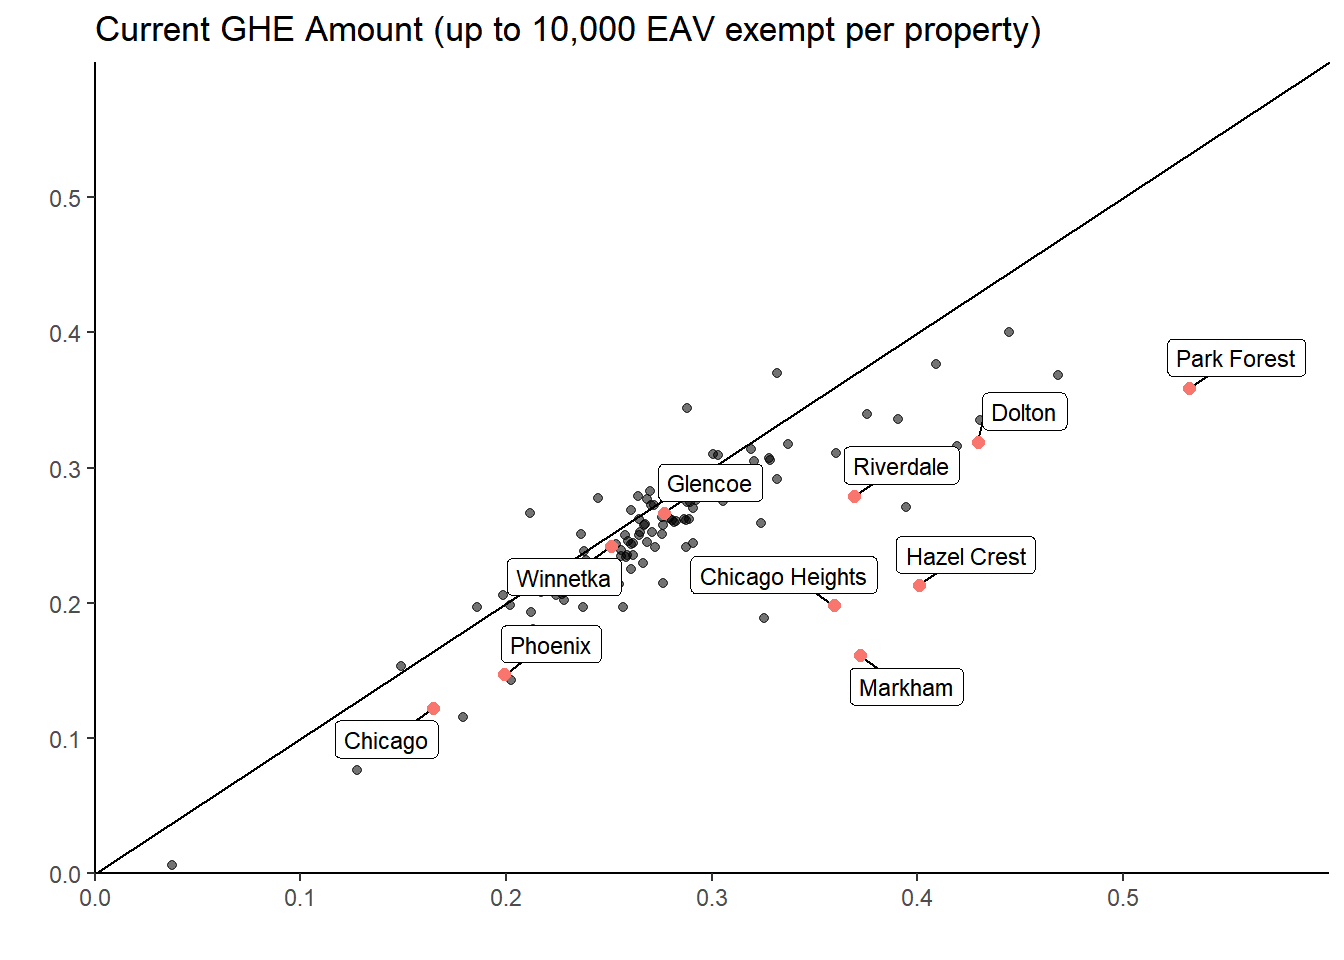 Current GHE Amount (up to 10,000 EAV exempt per property)
0.5
0.4
Park Forest
Dolton
0.3
Riverdale
Glencoe
Hazel Crest
Chicago Heights
Winnetka
0.2
Phoenix
Markham
0.1
Chicago
0.0
0.0 0.1 0.2 0.3 0.4 0.5